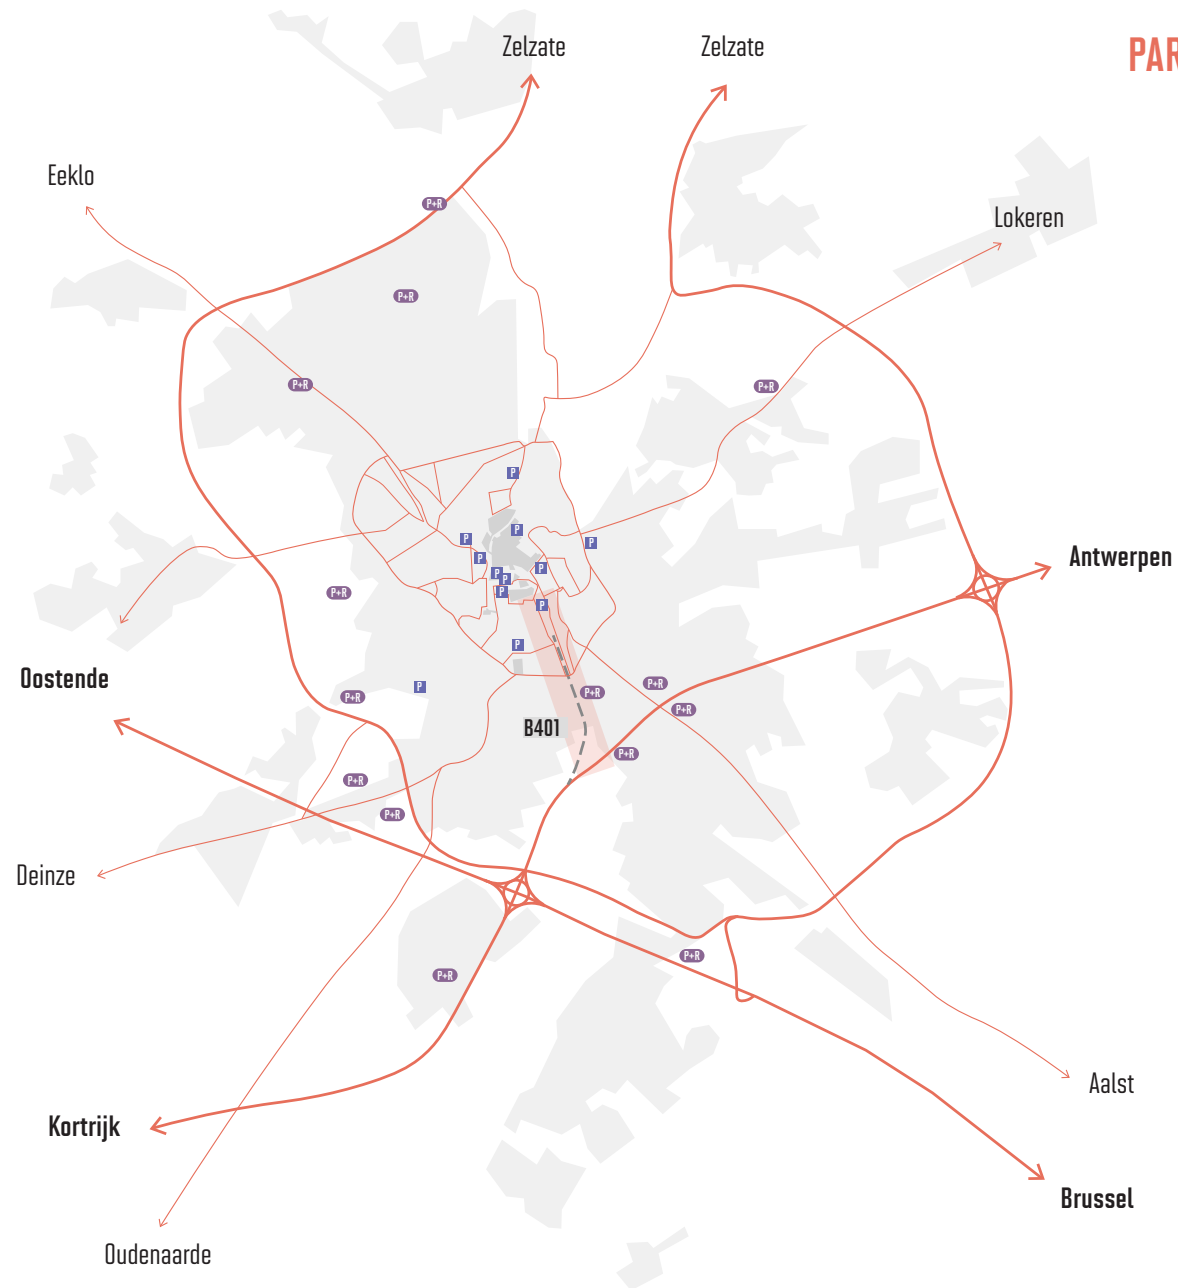 Zelzate
Zelzate
PAR
Eeklo
P+R
Lokeren
P+R
P+R
P+R
P
P
P
P
P
P
P
P
P
Antwerpen
P+R
P
P
P
Oostende
P+R
P
P+R
P+R
P+R
B401
P+R
P+R
P+R
Deinze
P+R
P+R
Aalst
Kortrijk
Brussel
Oudenaarde